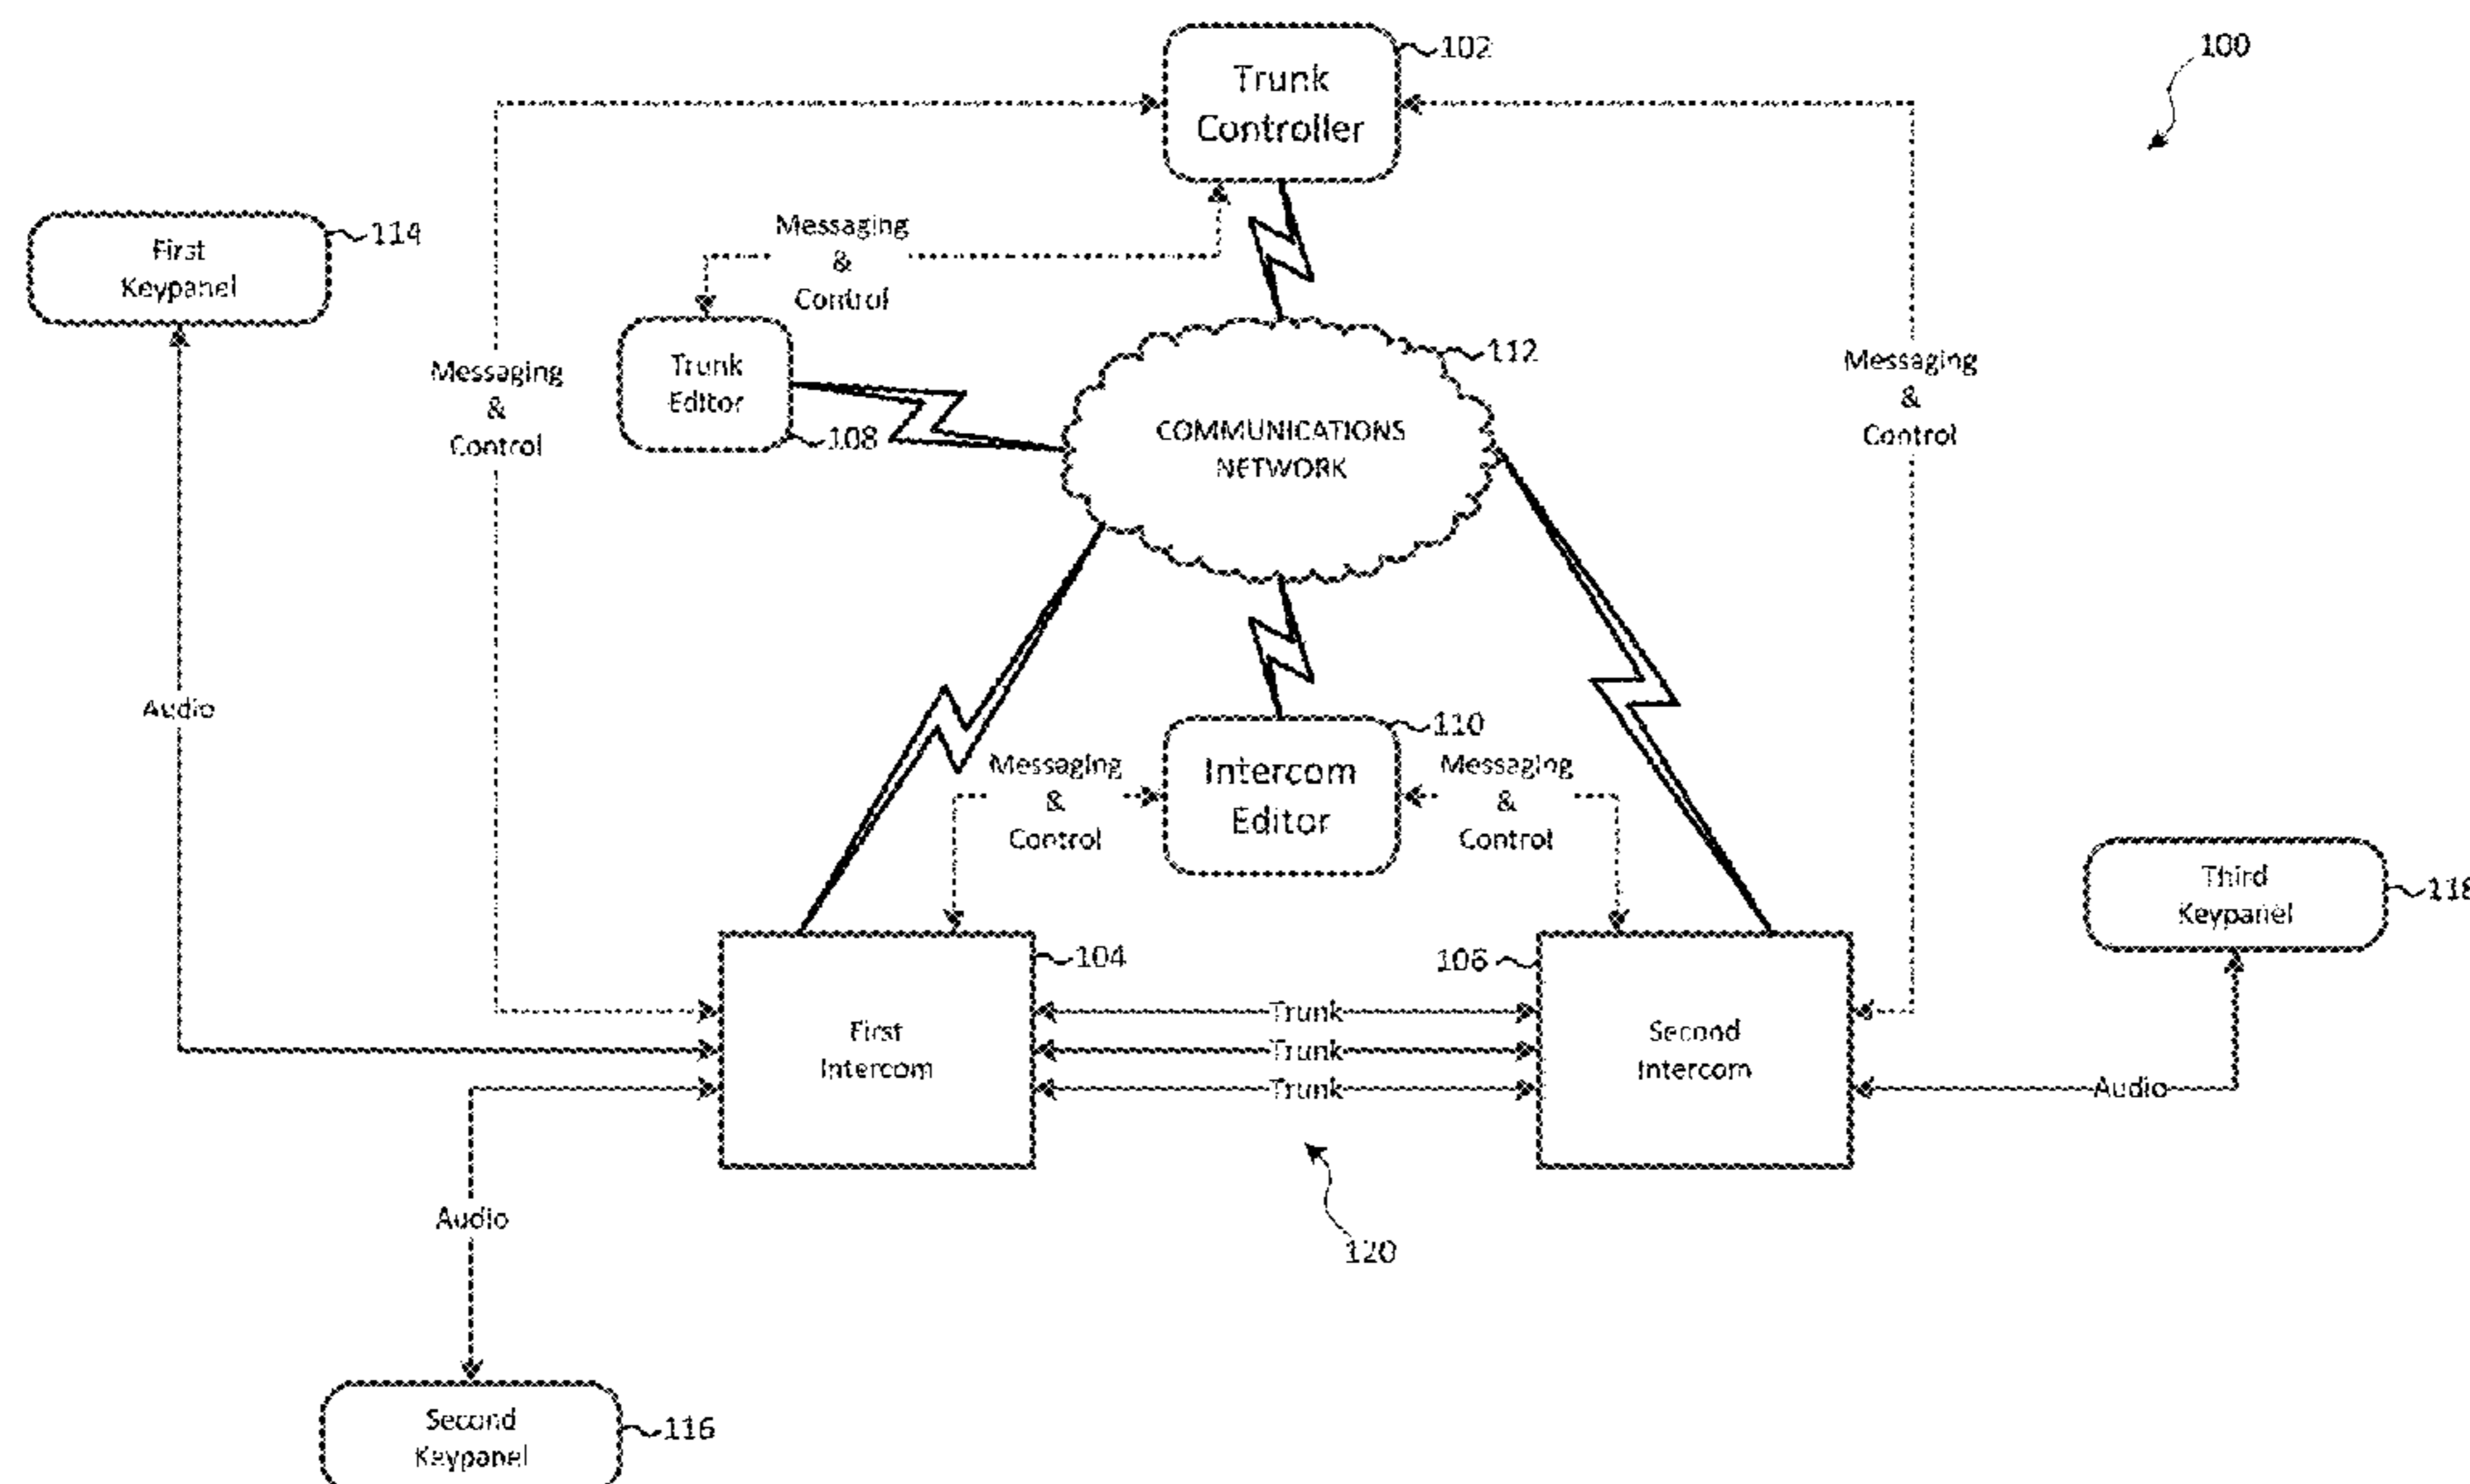 102
100
Trunk
Controller
Messaging
&
Control
114
First
Keypanel
112
Trunk
Editor
108
Messaging
&
Control
Messaging
&
Control
COMMUNICATIONS
NETWORK
Audio
110
Messaging
&
Control
Intercom
Editor
Messaging
&
Control
Third
Keypanel
118
104
106
First
Intercom
Trunk
Trunk
Trunk
Second
Intercom
Audio
Audio
120
Second
Keypanel
116